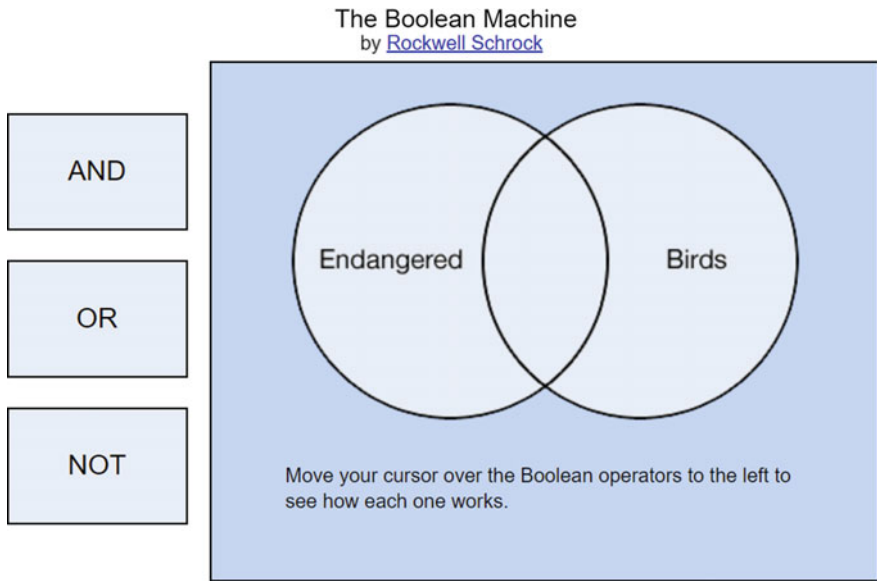 The Boolean Machine
by Rockwell Schrock
AND
OR
NOT
Endangered
Birds
Move your cursor over the Boolean operators to the left to
see how each one works.